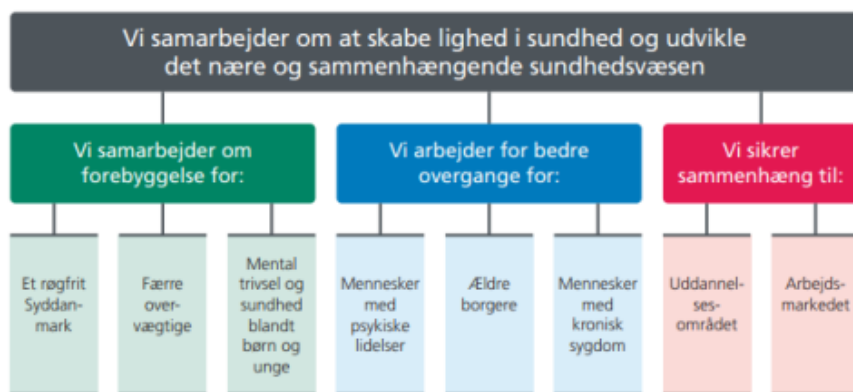 Vi samarbejder om at skabe lighed i sundhed og udvikle
det nære og sammenhængende sundhedsvæsen
Vi samarbejder om
forebyggelse for:
Vi arbejder for bedre
overgange for:
Vi sikrer
sammenhæng til:
Et røgfrit
Syddan-
mark
Færre
over-
vægtige
Mental
trivsel og
sundhed
blandt
børn og
unge
Mennesker
med
psykiske
lidelser
Ældre
borgere
Mennesker
med
kronisk
sygdom
Uddannel-
ses-
området
Arbejds-
markedet